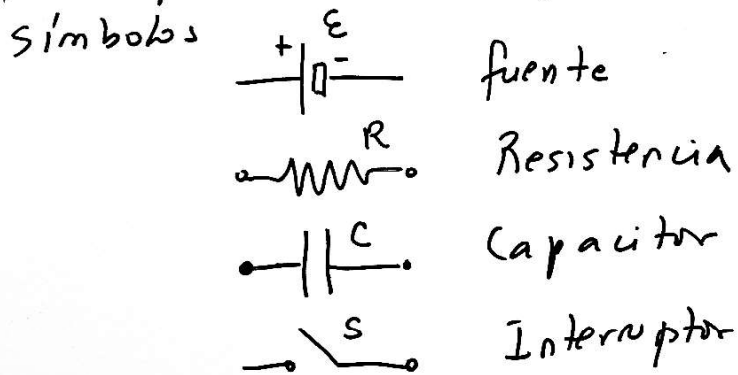 símbolos
+ ε -
fuente
R
Resistencia
C
Capacitor
S
Interruptor